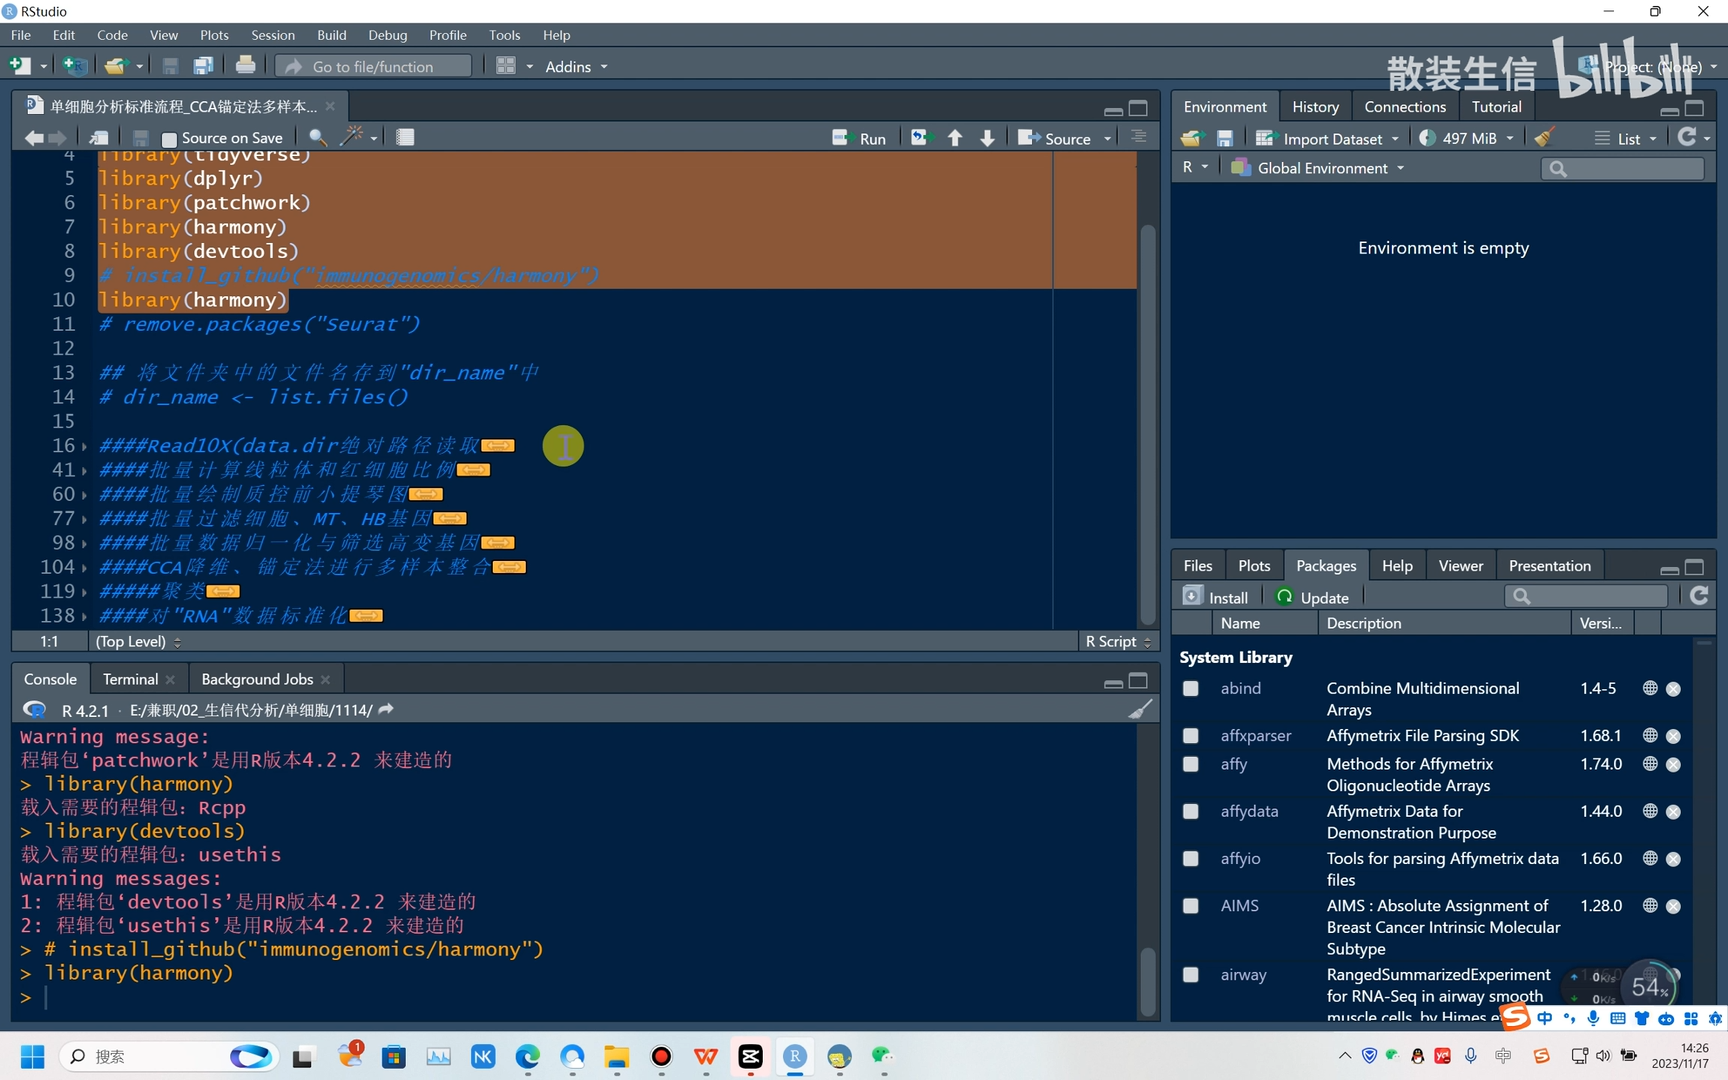 RStudio
File Edit Code View Plots Session Build Debug Profile Tools Help
Go to file/function Addins
散装生信 bilibili
Project: (None)
单细胞分析标准流程_CCA锚定法多样本...
Source on Save Run Source
4 library(tidyverse)
5 library(dplyr)
6 library(patchwork)
7 library(harmony)
8 library(devtools)
9 # install_github("immunogenomics/harmony")
10 library(harmony)
11 # remove.packages("Seurat")
12
13 ## 将文件夹中的文件名存到"dir_name"中
14 # dir_name <- list.files()
15
16 ####Read10X(data.dir绝对路径读取
41 ####批量计算线粒体和红细胞比例
60 ####批量绘制质控前小提琴图
77 ####批量过滤细胞、MT、HB基因
98 ####批量数据归一化与筛选高变基因
104 ####CCA降维、锚定法进行多样本整合
119 #####聚类
138 ####对"RNA"数据标准化
1:1 (Top Level) R Script
Console Terminal Background Jobs
R 4.2.1 · E:/兼职/02_生信代分析/单细胞/1114/
Warning message:
程辑包‘patchwork’是用R版本4.2.2 来建造的
> library(harmony)
载入需要的程辑包：Rcpp
> library(devtools)
载入需要的程辑包：usethis
Warning messages:
1: 程辑包‘devtools’是用R版本4.2.2 来建造的
2: 程辑包‘usethis’是用R版本4.2.2 来建造的
> # install_github("immunogenomics/harmony")
> library(harmony)
>
Environment History Connections Tutorial
Import Dataset 497 MiB List
R Global Environment
Environment is empty
Files Plots Packages Help Viewer Presentation
Install Update
Name Description Versi...
System Library
abind Combine Multidimensional Arrays 1.4-5
affxparser Affymetrix File Parsing SDK 1.68.1
affy Methods for Affymetrix Oligonucleotide Arrays 1.74.0
affydata Affymetrix Data for Demonstration Purpose 1.44.0
affyio Tools for parsing Affymetrix data files 1.66.0
AIMS AIMS : Absolute Assignment of Breast Cancer Intrinsic Molecular Subtype 1.28.0
airway RangedSummarizedExperiment for RNA-Seq in airway smooth muscle cells, by Himes
0K/s
0K/s
54%
中
搜索
1
NK
中
14:26
2023/11/17